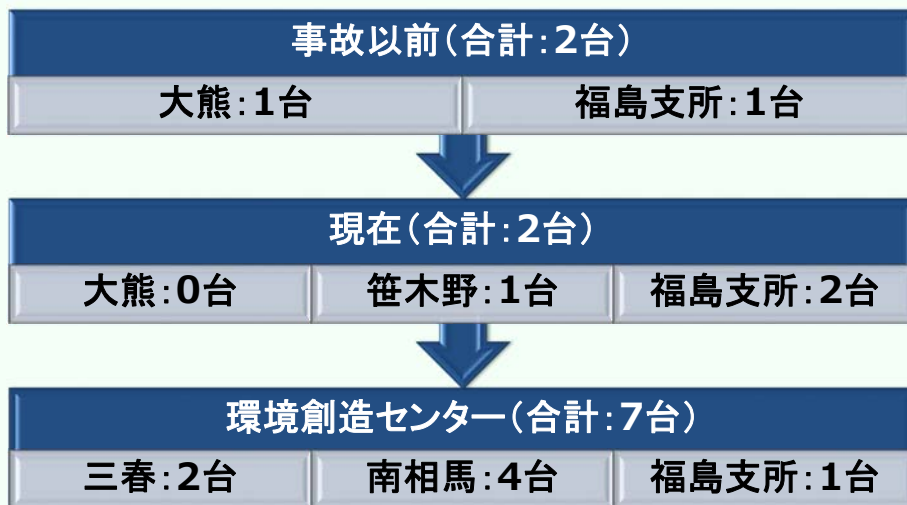 事故以前(合計:2台)
大熊:1台 福島支所:1台
現在(合計:2台)
大熊:0台 笹木野:1台 福島支所:2台
環境創造センター(合計:7台)
三春:2台 南相馬:4台 福島支所:1台